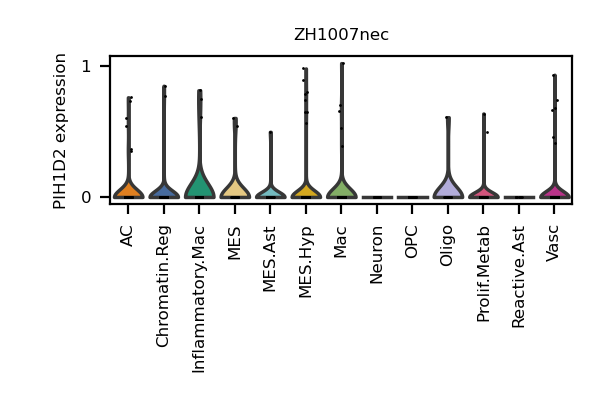 ZH1007nec
PIH1D2 expression
1
0
AC
Chromatin.Reg
Inflammatory.Mac
MES
MES.Ast
MES.Hyp
Mac
Neuron
OPC
Oligo
Prolif.Metab
Reactive.Ast
Vasc